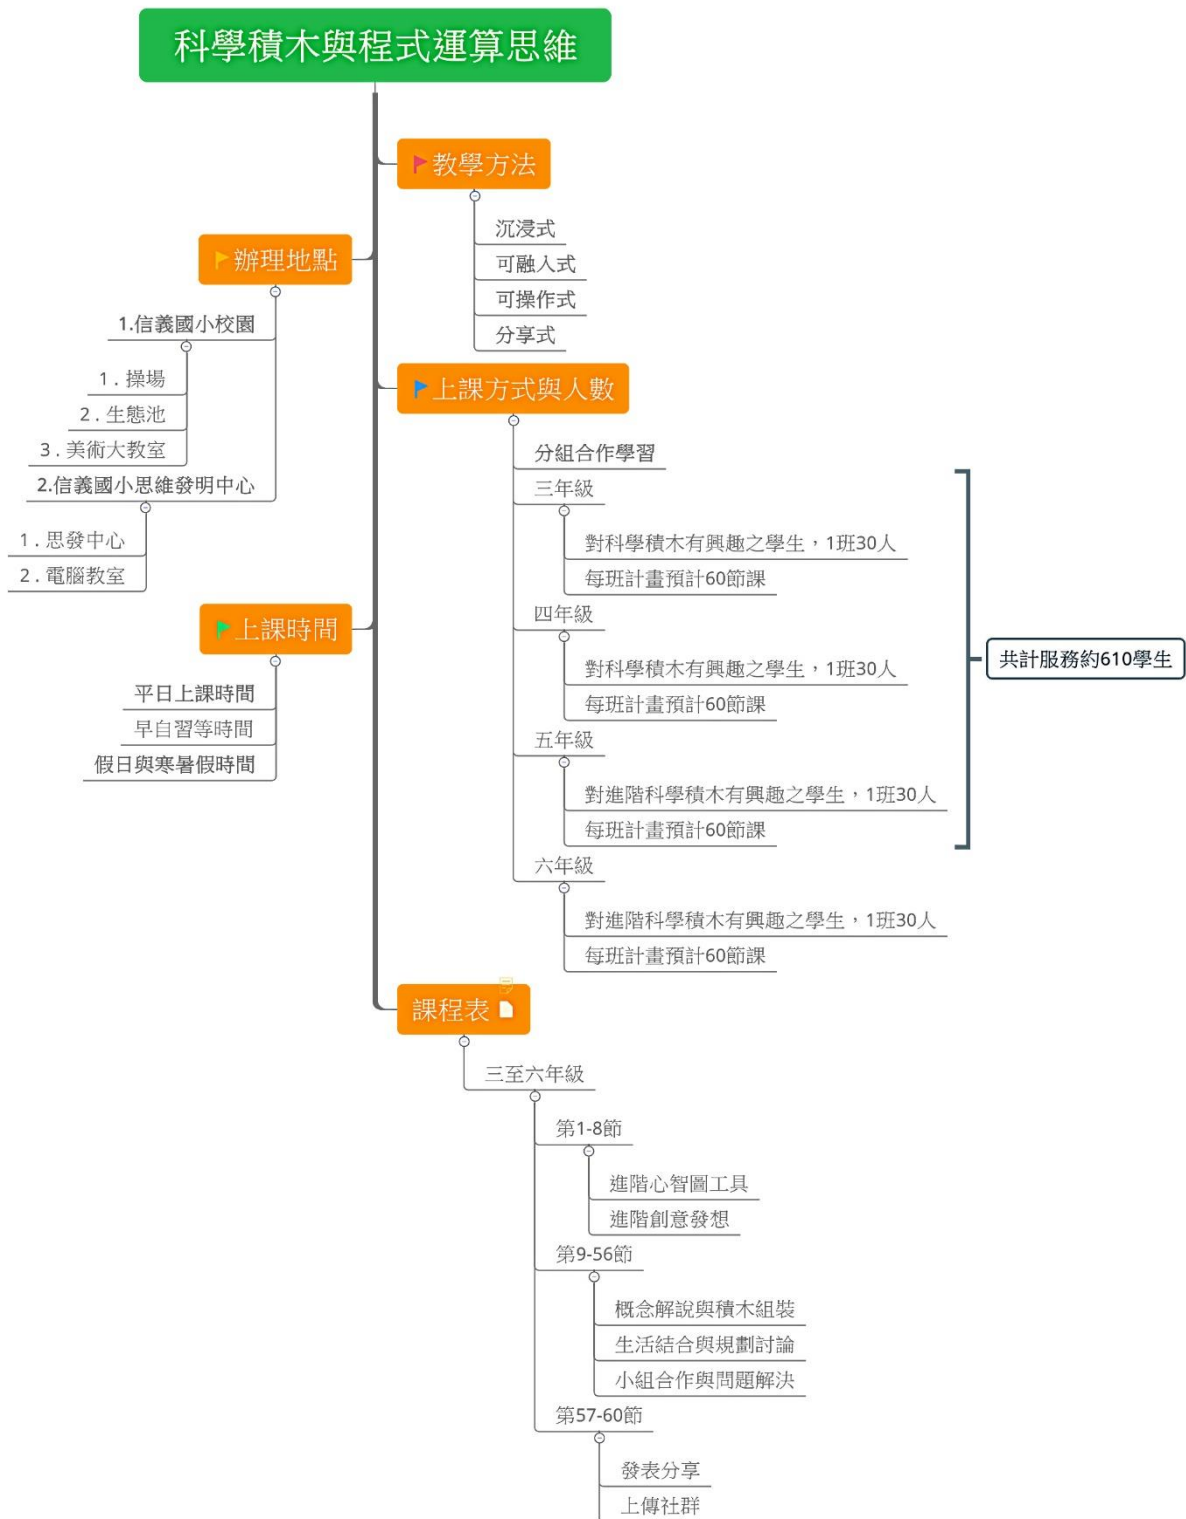 科學積木與程式運算思維
教學方法
沉浸式
可融入式
可操作式
分享式
辦理地點
1.信義國小校園
1 . 操場
2 . 生態池
3 . 美術大教室
2.信義國小思維發明中心
1 . 思發中心
2 . 電腦教室
上課方式與人數
分組合作學習
三年級
對科學積木有興趣之學生，1班30人
每班計畫預計60節課
四年級
對科學積木有興趣之學生，1班30人
每班計畫預計60節課
五年級
對進階科學積木有興趣之學生，1班30人
每班計畫預計60節課
六年級
對進階科學積木有興趣之學生，1班30人
每班計畫預計60節課
共計服務約610學生
上課時間
平日上課時間
早自習等時間
假日與寒暑假時間
課程表
三至六年級
第1-8節
進階心智圖工具
進階創意發想
第9-56節
概念解說與積木組裝
生活結合與規劃討論
小組合作與問題解決
第57-60節
發表分享
上傳社群